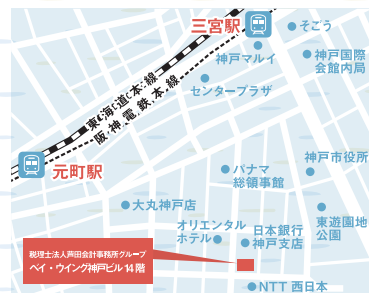 三宮駅
そごう
神戸マルイ
神戸国際
会館内局
センタープラザ
東海道本線
阪神電鉄本線
元町駅
神戸市役所
パナマ
総領事館
大丸神戸店
オリエンタル
ホテル
日本銀行
神戸支店
東遊園地
公園
税理士法人芦田会計事務所グループ
ベイ・ウイング神戸ビル 14 階
NTT 西日本